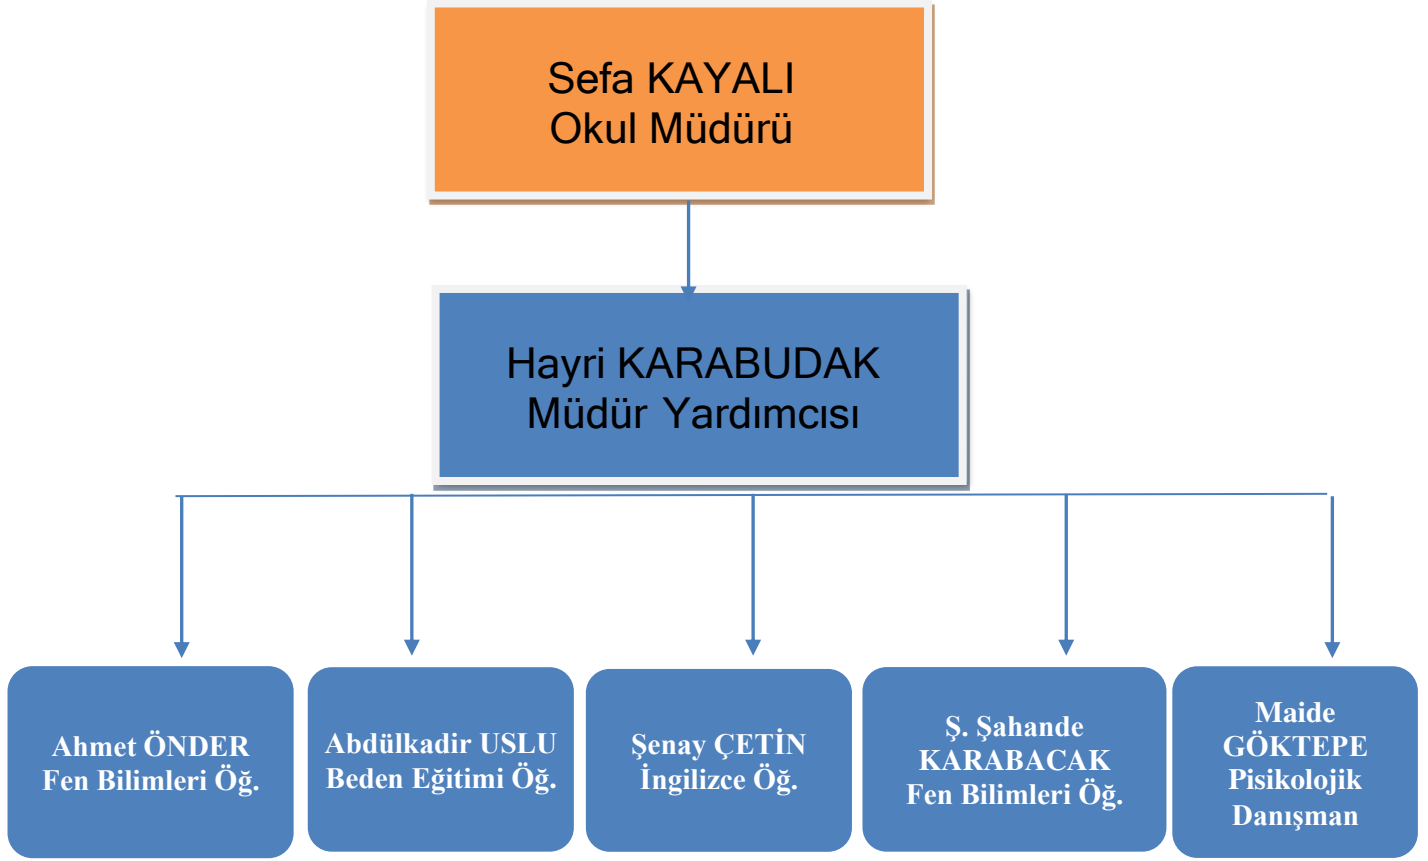 Sefa KAYALI
Okul Müdürü
Hayri KARABUDAK
Müdür Yardımcısı
Ahmet ÖNDER
Fen Bilimleri Öğ.
Abdülkadir USLU
Beden Eğitimi Öğ.
Şenay ÇETİN
İngilizce Öğ.
Ş. Şahande
KARABACAK
Fen Bilimleri Öğ.
Maide
GÖKTEPE
Pisikolojik
Danışman